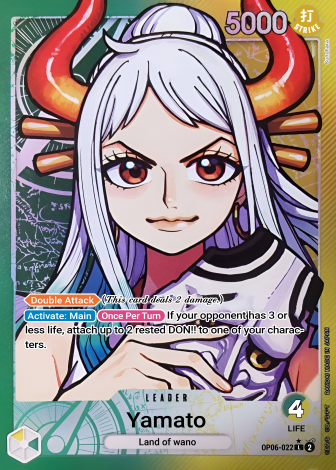 5000
打
STRIKE
Double Attack (This card deals 2 damage.)
Activate: Main Once Per Turn If your opponent has 3 or
less life, attach up to 2 rested DON!! to one of your charac-
ters.
LEADER
Yamato
Land of wano
4
LIFE
OP06-022 L 2